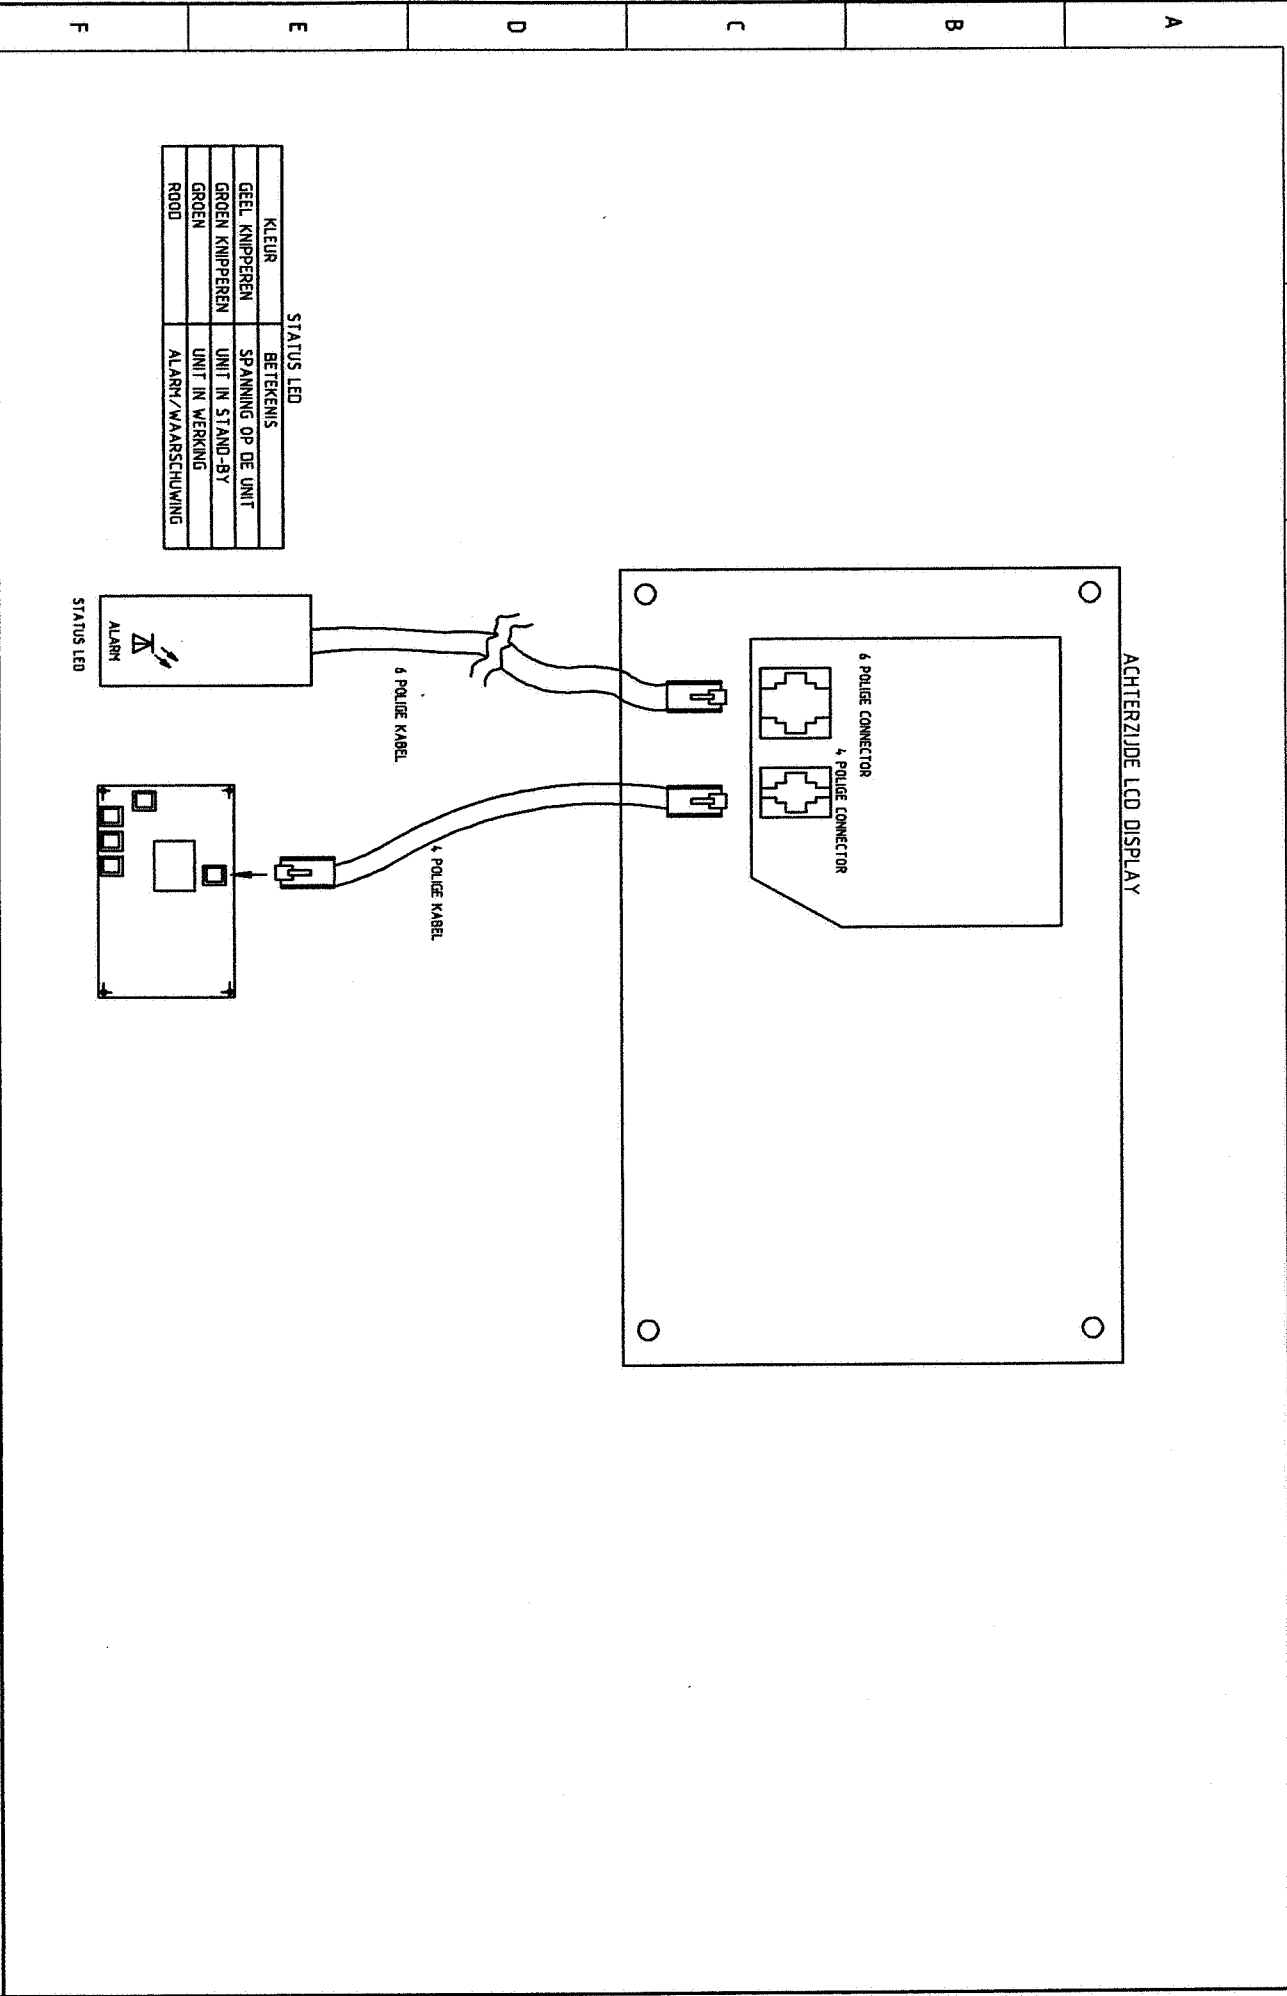 A
B
C
D
E
F
ACHTERZIJDE LCD DISPLAY
6 POLIGE CONNECTOR
4 POLIGE CONNECTOR
6 POLIGE KABEL
4 POLIGE KABEL
STATUS LED
KLEUR BETEKENIS
GEEL KNIPPEREN SPANNING OP DE UNIT
GROEN KNIPPEREN UNIT IN STAND-BY
GROEN UNIT IN WERKING
ROOD ALARM/WAARSCHUWING
ALARM
STATUS LED